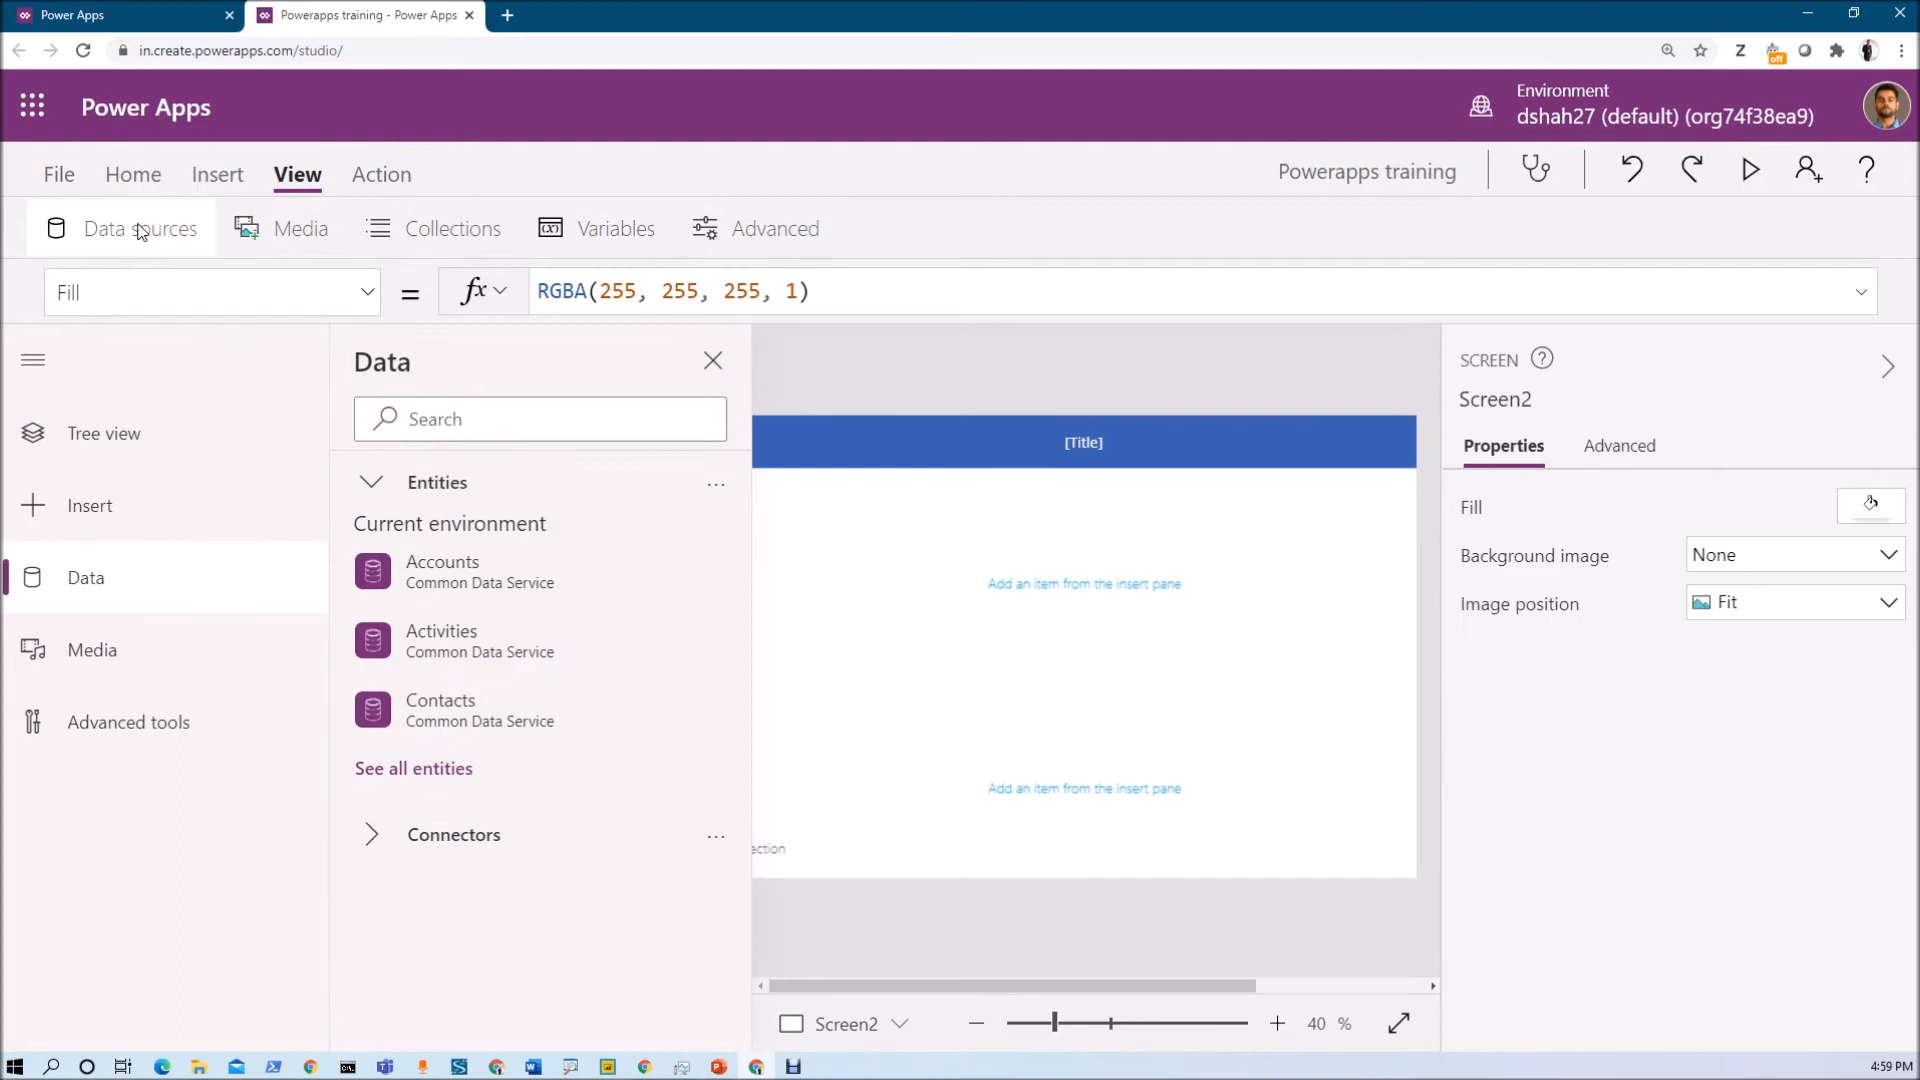 Power Apps
Powerapps training - Power Apps
in.create.powerapps.com/studio/
Z
off
Power Apps
Environment
dshah27 (default) (org74f38ea9)
File
Home
Insert
View
Action
Powerapps training
Data sources
Media
Collections
Variables
Advanced
Fill
=
fx
RGBA(255, 255, 255, 1)
Tree view
Insert
Data
Media
Advanced tools
Data
Search
Entities
Current environment
Accounts
Common Data Service
Activities
Common Data Service
Contacts
Common Data Service
See all entities
Connectors
[Title]
Add an item from the insert pane
Add an item from the insert pane
ection
Screen2
40 %
SCREEN
Screen2
Properties
Advanced
Fill
Background image
None
Image position
Fit
4:59 PM